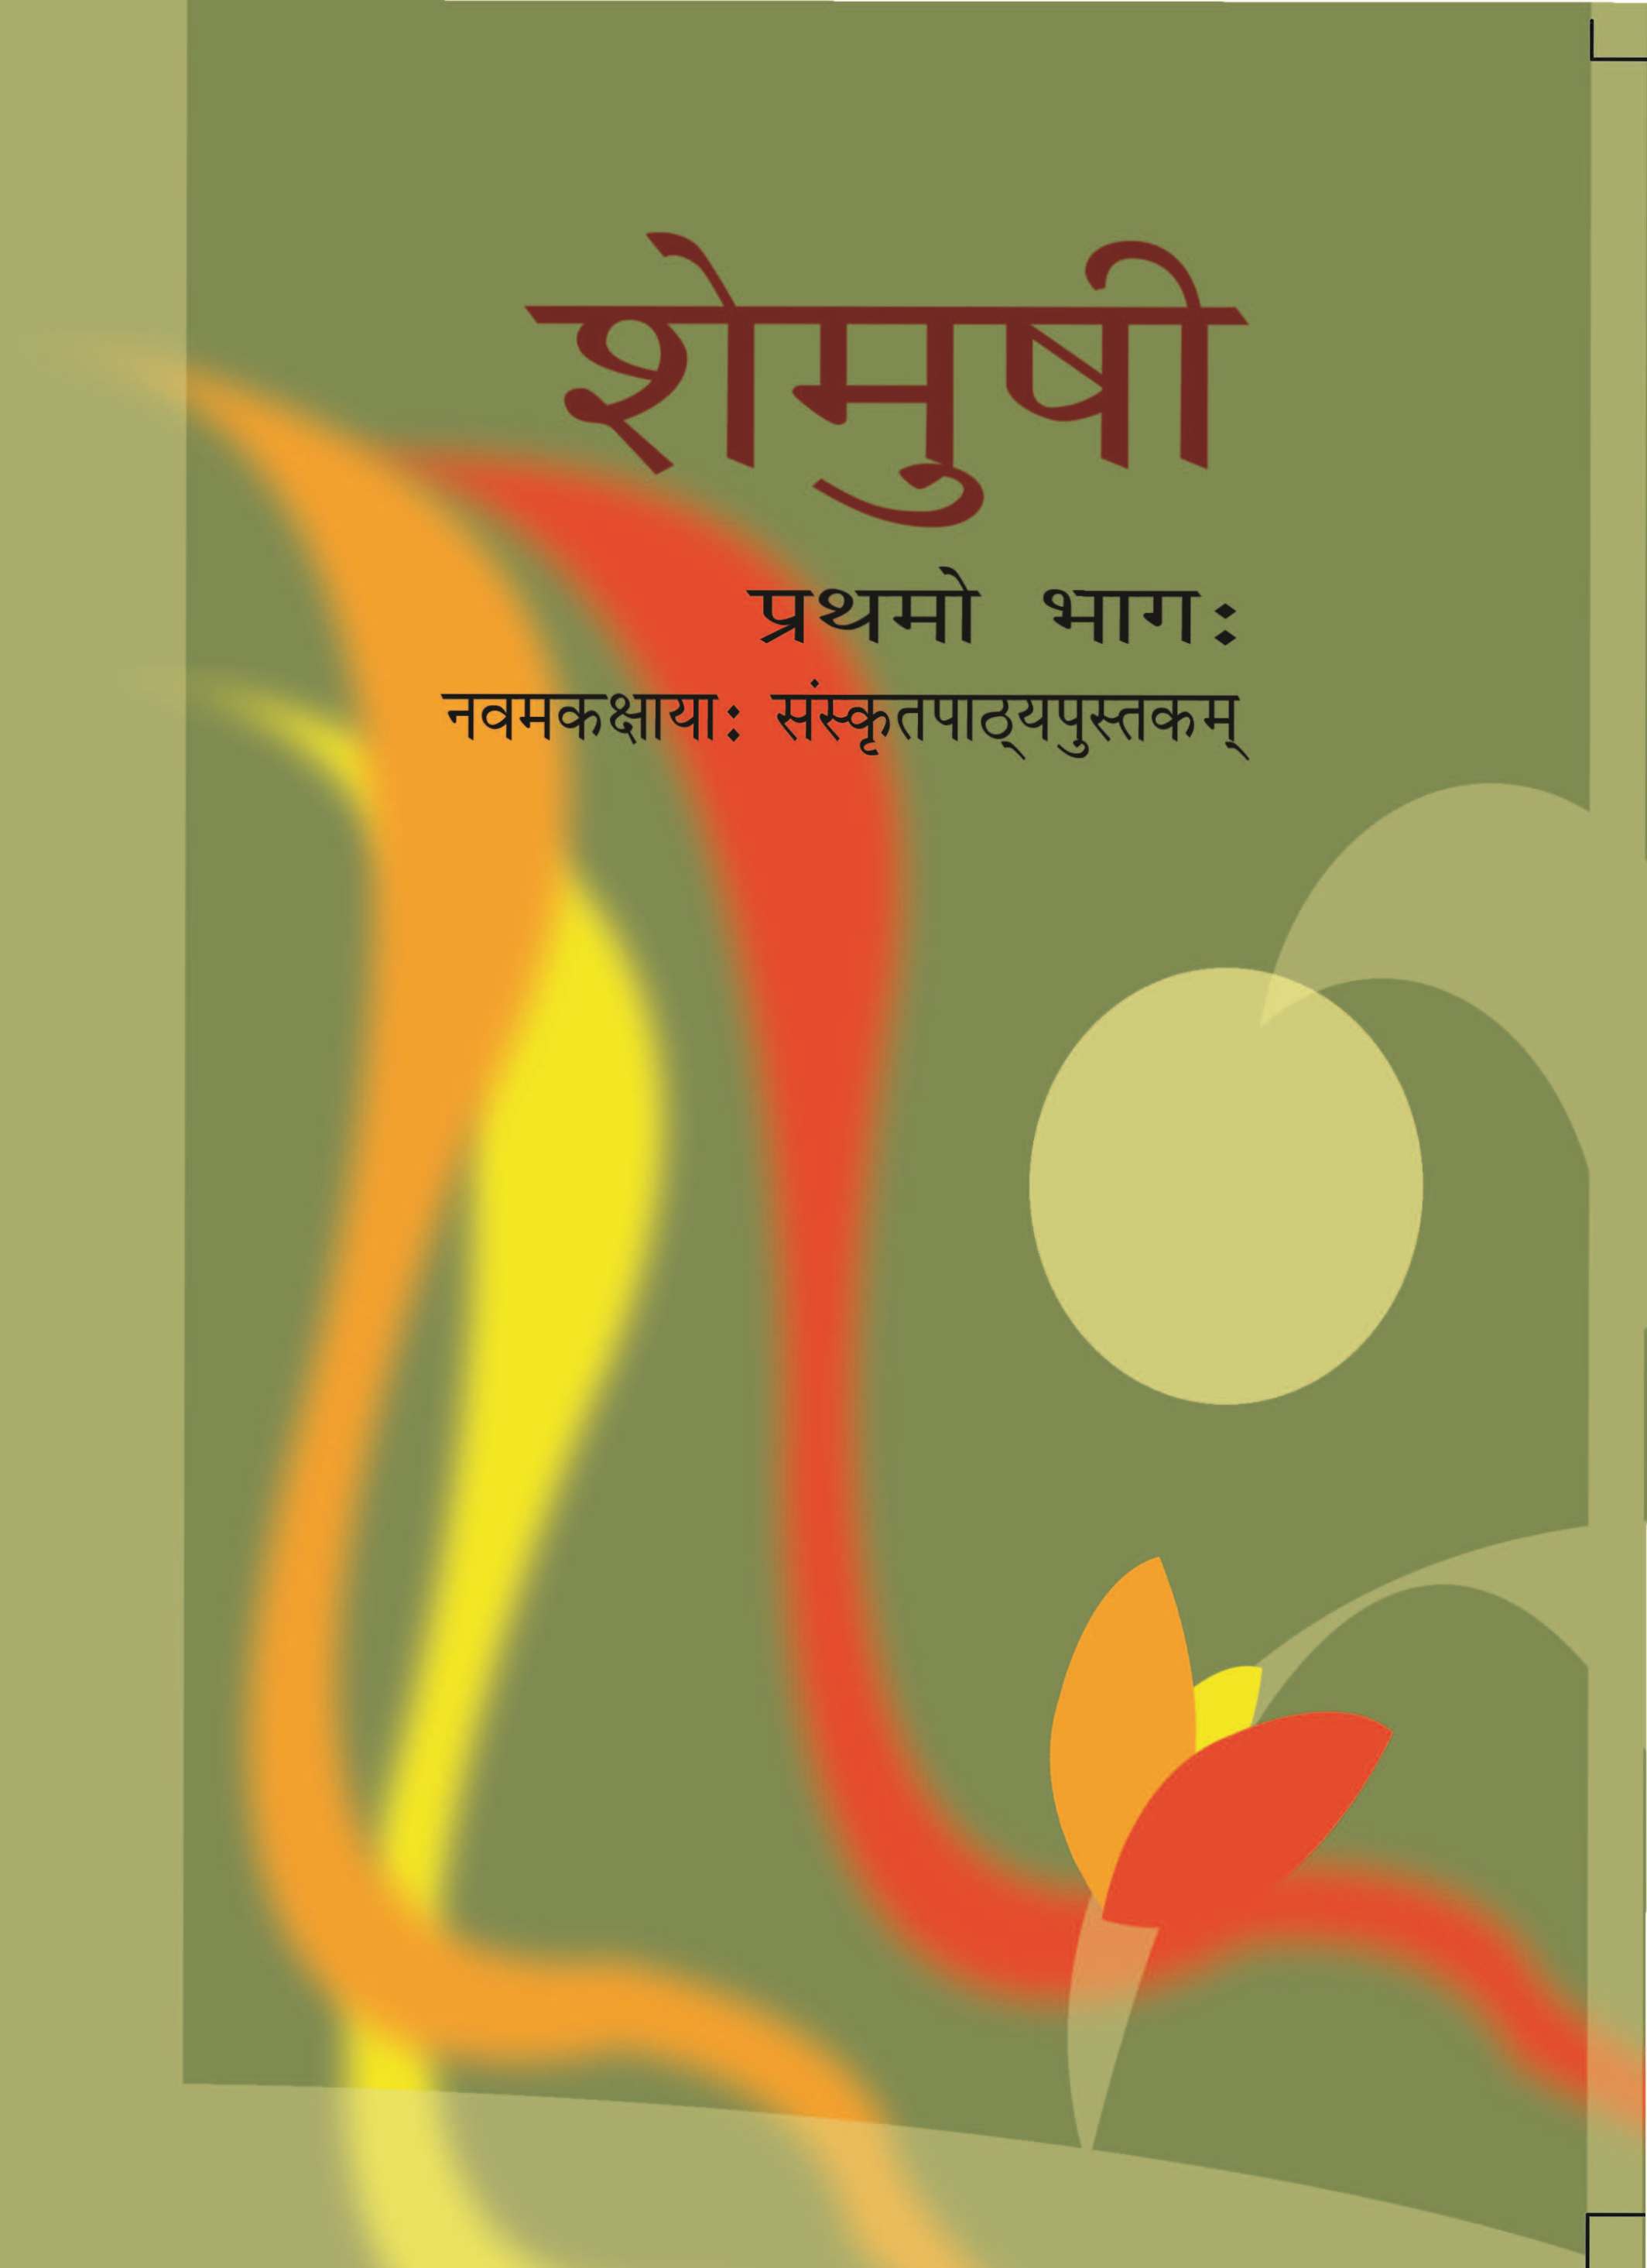 शेमुषी
प्रथमो भागः
नवमकक्षायाः संस्कृतपाठ्यपुस्तकम्